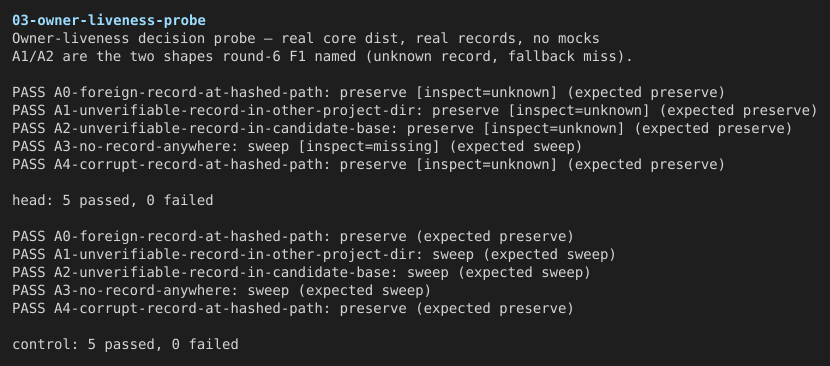 03-owner-liveness-probe
Owner-liveness decision probe — real core dist, real records, no mocks
A1/A2 are the two shapes round-6 F1 named (unknown record, fallback miss).
PASS A0-foreign-record-at-hashed-path: preserve [inspect=unknown] (expected preserve)
PASS A1-unverifiable-record-in-other-project-dir: preserve [inspect=unknown] (expected preserve)
PASS A2-unverifiable-record-in-candidate-base: preserve [inspect=unknown] (expected preserve)
PASS A3-no-record-anywhere: sweep [inspect=missing] (expected sweep)
PASS A4-corrupt-record-at-hashed-path: preserve [inspect=unknown] (expected preserve)
head: 5 passed, 0 failed
PASS A0-foreign-record-at-hashed-path: preserve (expected preserve)
PASS A1-unverifiable-record-in-other-project-dir: sweep (expected sweep)
PASS A2-unverifiable-record-in-candidate-base: sweep (expected sweep)
PASS A3-no-record-anywhere: sweep (expected sweep)
PASS A4-corrupt-record-at-hashed-path: preserve (expected preserve)
control: 5 passed, 0 failed